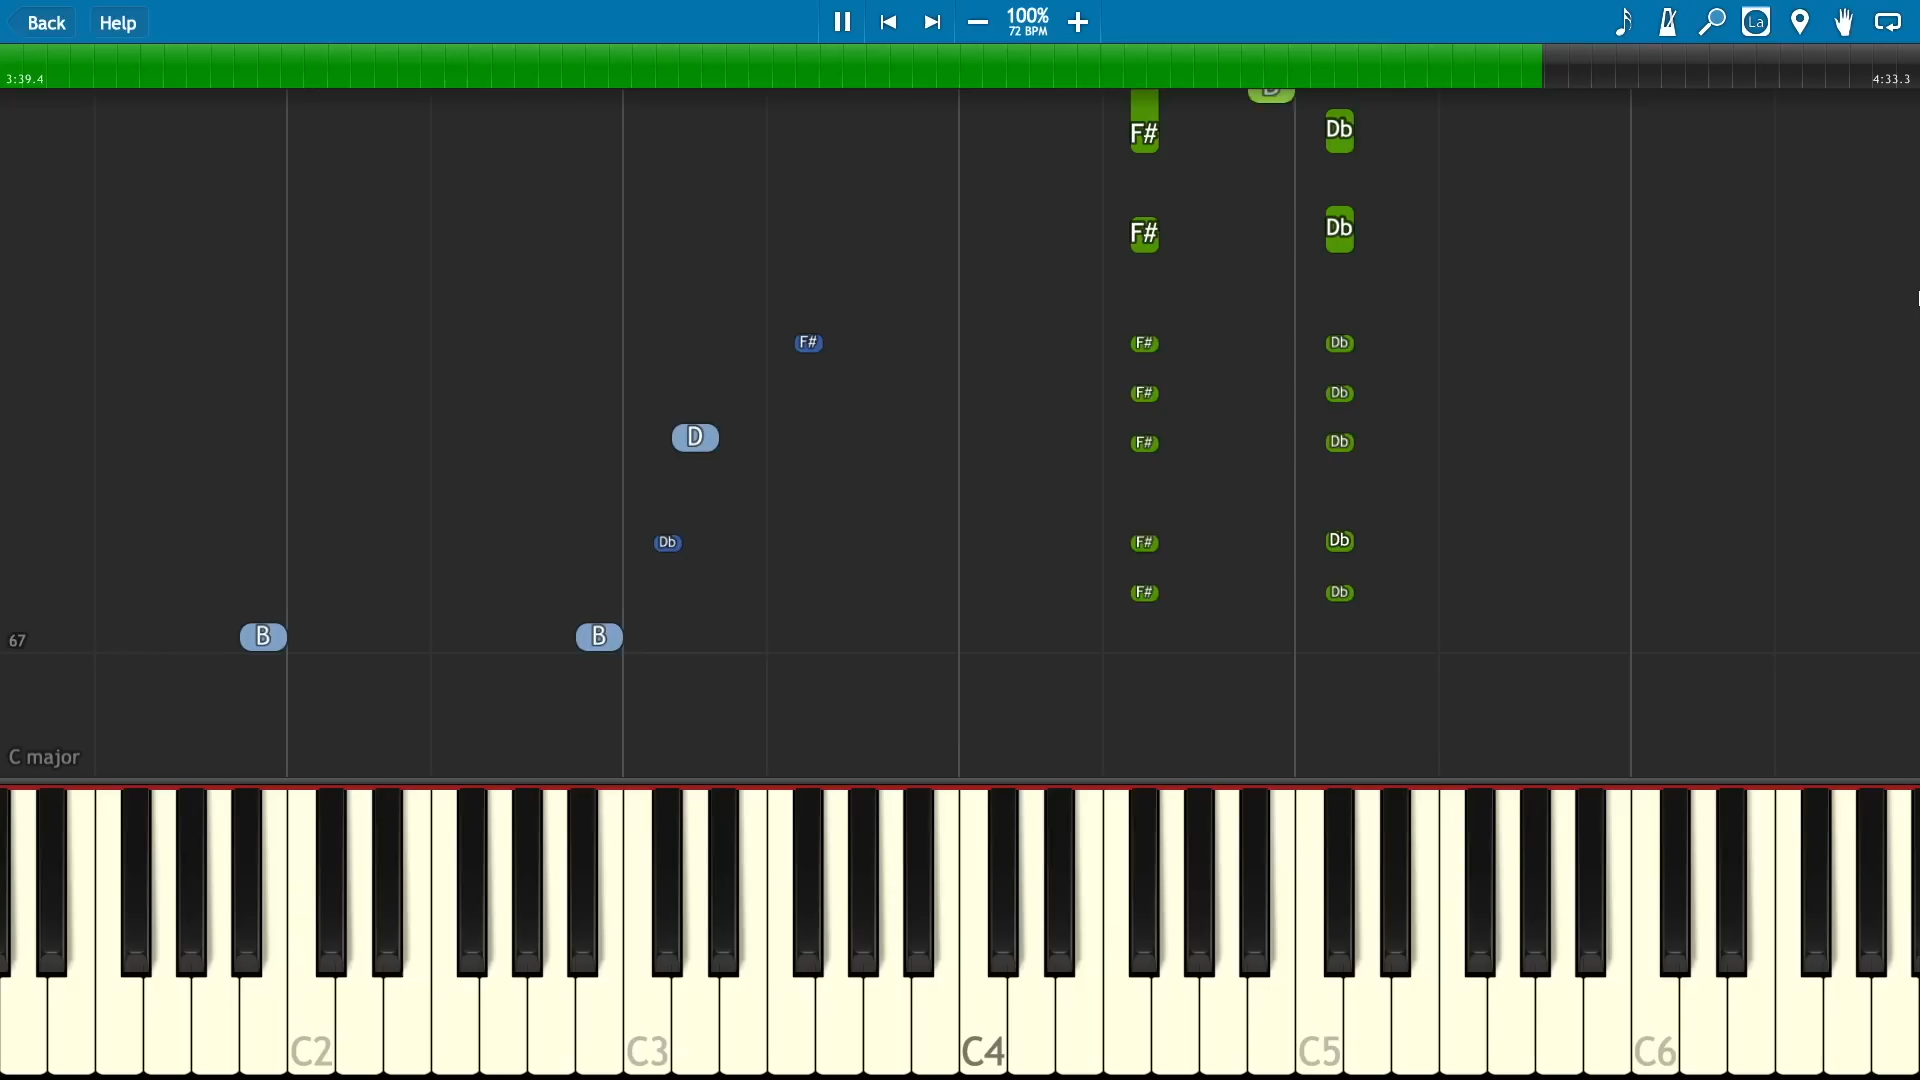 Back Help 100% La
72 BPM
3:39.4 4:33.3
F# Db
F# Db
F# F# Db
F# Db
D F# Db
Db F# Db
F# Db
67 B B
C major
C2 C3 C4 C5 C6